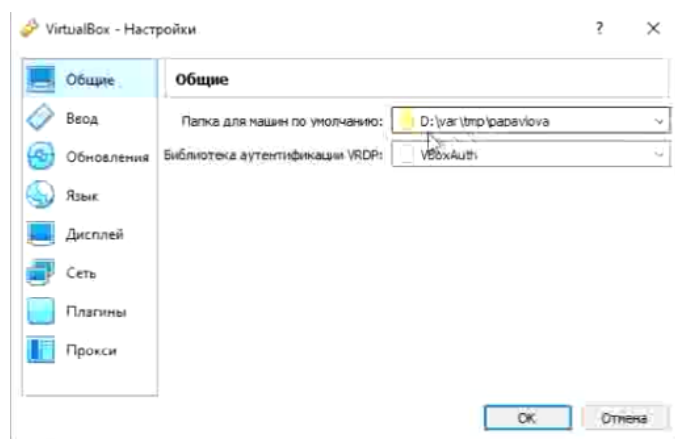 VirtualBox - Настройки
?
Общие
Общие
Ввод
Папка для машин по умолчанию: D:\var\tmp\papavlova
Обновления
Библиотека аутентификации VRDP: VBoxAuth
Язык
Дисплей
Сеть
Плагины
Прокси
OK
Отмена